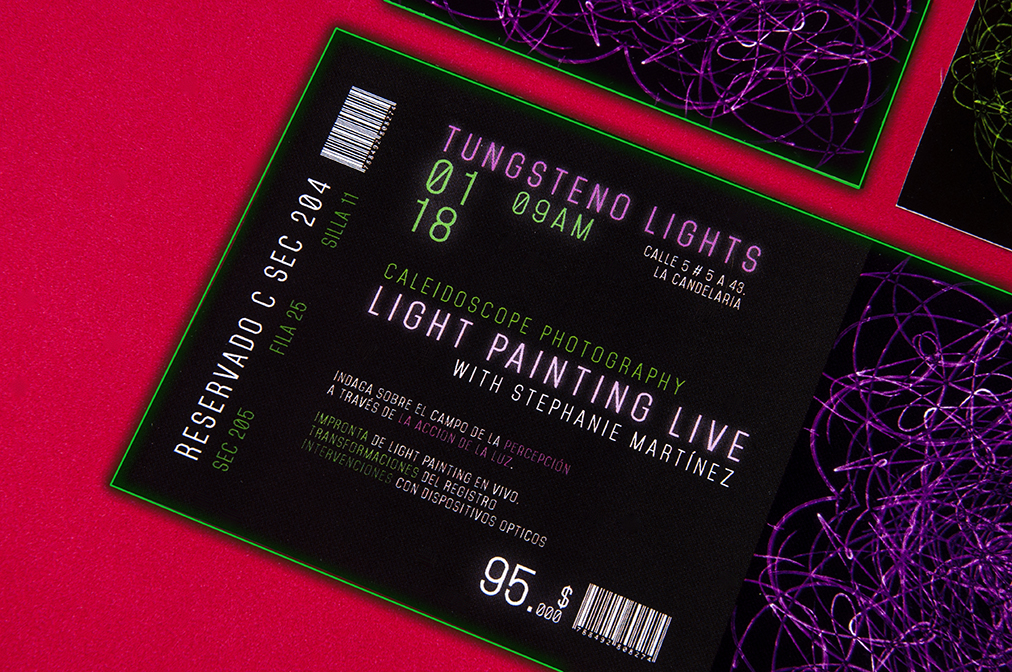 RESERVADO C SEC 204
SEC 205
FILA 25
SILLA 11
TUNGSTENO LIGHTS
01
18
09AM
CALLE 5 # 5 A 43.
LA CANDELARIA
CALEIDOSCOPE PHOTOGRAPHY
LIGHT PAINTING LIVE
WITH STEPHANIE MARTÍNEZ
INDAGA SOBRE EL CAMPO DE LA PERCEPCIÓN
A TRAVÉS DE LA ACCION DE LA LUZ.
IMPRONTA DE LIGHT PAINTING EN VIVO.
TRANSFORMACIONES DEL REGISTRO
INTERVENCIONES CON DISPOSITIVOS OPTICOS
95.000 $